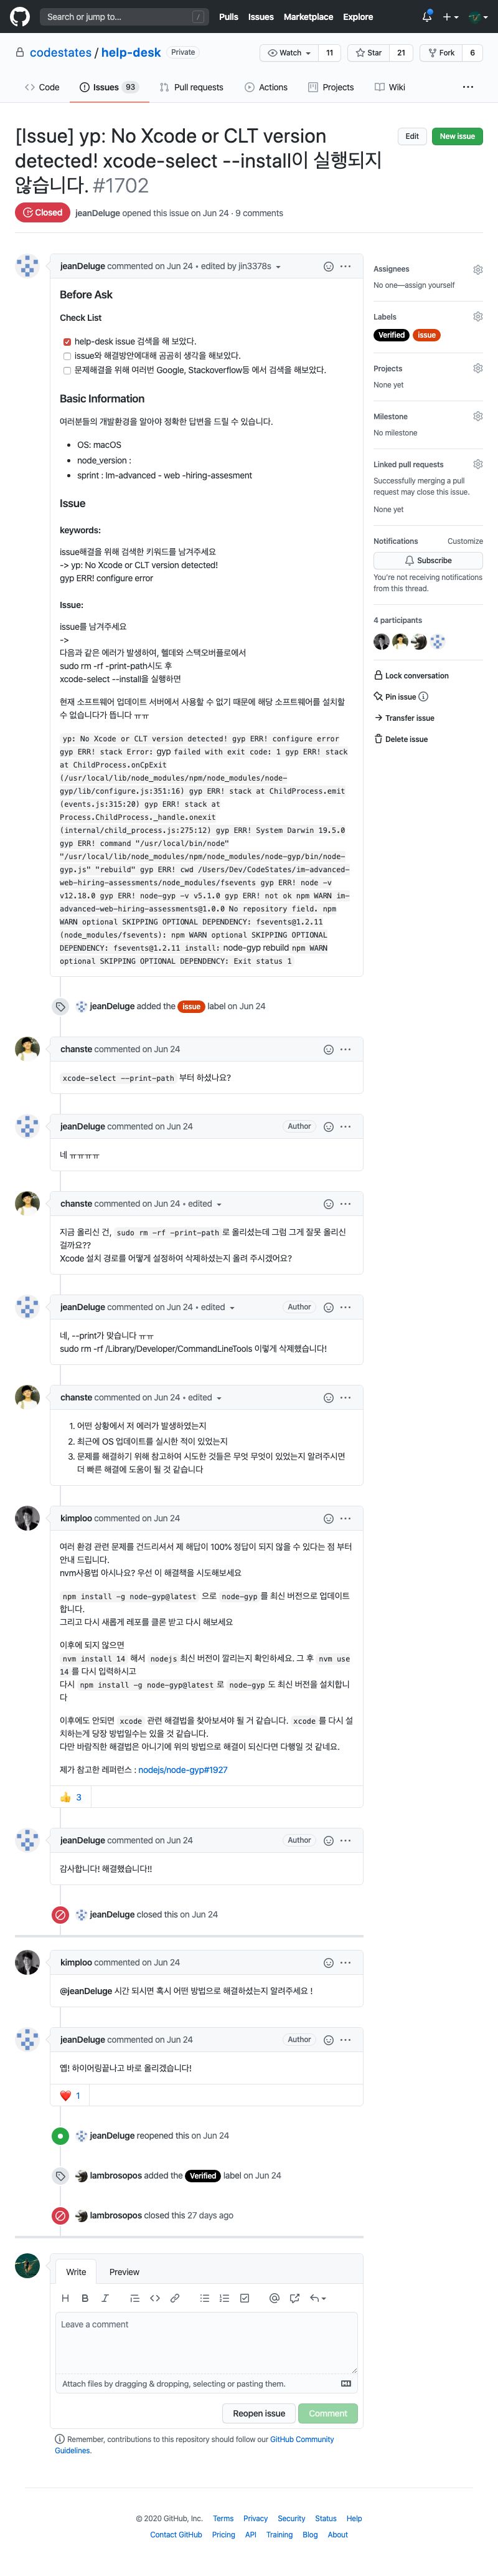 Search or jump to... /
Pulls Issues Marketplace Explore
codestates / help-desk Private
Watch 11 Star 21 Fork 6
Code Issues 93 Pull requests Actions Projects Wiki
[Issue] yp: No Xcode or CLT version
detected! xcode-select --install이 실행되지
않습니다. #1702
Edit New issue
Closed jeanDeluge opened this issue on Jun 24 · 9 comments
jeanDeluge commented on Jun 24 • edited by jin3378s
Before Ask
Check List
help-desk issue 검색을 해 보았다.
issue와 해결방안에대해 곰곰히 생각을 해보았다.
문제해결을 위해 여러번 Google, Stackoverflow등 에서 검색을 해보았다.
Basic Information
여러분들의 개발환경을 알아야 정확한 답변을 드릴 수 있습니다.
• OS: macOS
• node_version :
• sprint : Im-advanced - web -hiring-assesment
Issue
keywords:
issue해결을 위해 검색한 키워드를 남겨주세요
-> yp: No Xcode or CLT version detected!
gyp ERR! configure error
Issue:
issue를 남겨주세요
->
다음과 같은 에러가 발생하여, 헬데와 스택오버플로에서
sudo rm -rf -print-path시도 후
xcode-select --install을 실행하면
현재 소프트웨어 업데이트 서버에서 사용할 수 없기 때문에 해당 소프트웨어를 설치할
수 없습니다가 뜹니다 ㅠㅠ
yp: No Xcode or CLT version detected! gyp ERR! configure error
gyp ERR! stack Error: gyp failed with exit code: 1 gyp ERR! stack
at ChildProcess.onCpExit
(/usr/local/lib/node_modules/npm/node_modules/node-
gyp/lib/configure.js:351:16) gyp ERR! stack at ChildProcess.emit
(events.js:315:20) gyp ERR! stack at
Process.ChildProcess._handle.onexit
(internal/child_process.js:275:12) gyp ERR! System Darwin 19.5.0
gyp ERR! command "/usr/local/bin/node"
"/usr/local/lib/node_modules/npm/node_modules/node-gyp/bin/node-
gyp.js" "rebuild" gyp ERR! cwd /Users/Dev/CodeStates/im-advanced-
web-hiring-assessments/node_modules/fsevents gyp ERR! node -v
v12.18.0 gyp ERR! node-gyp -v v5.1.0 gyp ERR! not ok npm WARN im-
advanced-web-hiring-assessments@1.0.0 No repository field. npm
WARN optional SKIPPING OPTIONAL DEPENDENCY: fsevents@1.2.11
(node_modules/fsevents): npm WARN optional SKIPPING OPTIONAL
DEPENDENCY: fsevents@1.2.11 install: node-gyp rebuild npm WARN
optional SKIPPING OPTIONAL DEPENDENCY: Exit status 1
Assignees
No one—assign yourself
Labels
Verified issue
Projects
None yet
Milestone
No milestone
Linked pull requests
Successfully merging a pull
request may close this issue.
None yet
Notifications Customize
Subscribe
You're not receiving notifications
from this thread.
4 participants
Lock conversation
Pin issue
Transfer issue
Delete issue
jeanDeluge added the issue label on Jun 24
chanste commented on Jun 24
xcode-select --print-path 부터 하셨나요?
jeanDeluge commented on Jun 24 Author
네 ㅠㅠㅠㅠ
chanste commented on Jun 24 • edited
지금 올리신 건, sudo rm -rf -print-path 로 올리셨는데 그럼 그게 잘못 올리신
걸까요??
Xcode 설치 경로를 어떻게 설정하여 삭제하셨는지 올려 주시겠어요?
jeanDeluge commented on Jun 24 • edited Author
네, --print가 맞습니다 ㅠㅠ
sudo rm -rf /Library/Developer/CommandLineTools 이렇게 삭제했습니다!
chanste commented on Jun 24 • edited
1. 어떤 상황에서 저 에러가 발생하였는지
2. 최근에 OS 업데이트를 실시한 적이 있었는지
3. 문제를 해결하기 위해 참고하여 시도한 것들은 무엇 무엇이 있었는지 알려주시면
더 빠른 해결에 도움이 될 것 같습니다
kimploo commented on Jun 24
여러 환경 관련 문제를 건드리셔서 제 해답이 100% 정답이 되지 않을 수 있다는 점 부터
안내 드립니다.
nvm사용법 아시나요? 우선 이 해결책을 시도해보세요
npm install -g node-gyp@latest 으로 node-gyp 를 최신 버전으로 업데이트
합니다.
그리고 다시 새롭게 레포를 클론 받고 다시 해보세요
이후에 되지 않으면
nvm install 14 해서 nodejs 최신 버전이 깔리는지 확인하세요. 그 후 nvm use
14 를 다시 입력하시고
다시 npm install -g node-gyp@latest 로 node-gyp 도 최신 버전을 설치합니
다
이후에도 안되면 xcode 관련 해결법을 찾아보셔야 될 거 같습니다. xcode 를 다시 설
치하는게 당장 방법일수는 있을 것 같습니다.
다만 바람직한 해결법은 아니기에 위의 방법으로 해결이 되신다면 다행일 것 같네요.
제가 참고한 레퍼런스 : nodejs/node-gyp#1927
👍 3
jeanDeluge commented on Jun 24 Author
감사합니다! 해결했습니다!!
jeanDeluge closed this on Jun 24
kimploo commented on Jun 24
@jeanDeluge 시간 되시면 혹시 어떤 방법으로 해결하셨는지 알려주세요 !
jeanDeluge commented on Jun 24 Author
옙! 하이어링끝나고 바로 올리겠습니다!
❤️ 1
jeanDeluge reopened this on Jun 24
lambrosopos added the Verified label on Jun 24
lambrosopos closed this 27 days ago
Write Preview
Leave a comment
Attach files by dragging & dropping, selecting or pasting them.
Reopen issue Comment
Remember, contributions to this repository should follow our GitHub Community
Guidelines.
© 2020 GitHub, Inc. Terms Privacy Security Status Help
Contact GitHub Pricing API Training Blog About